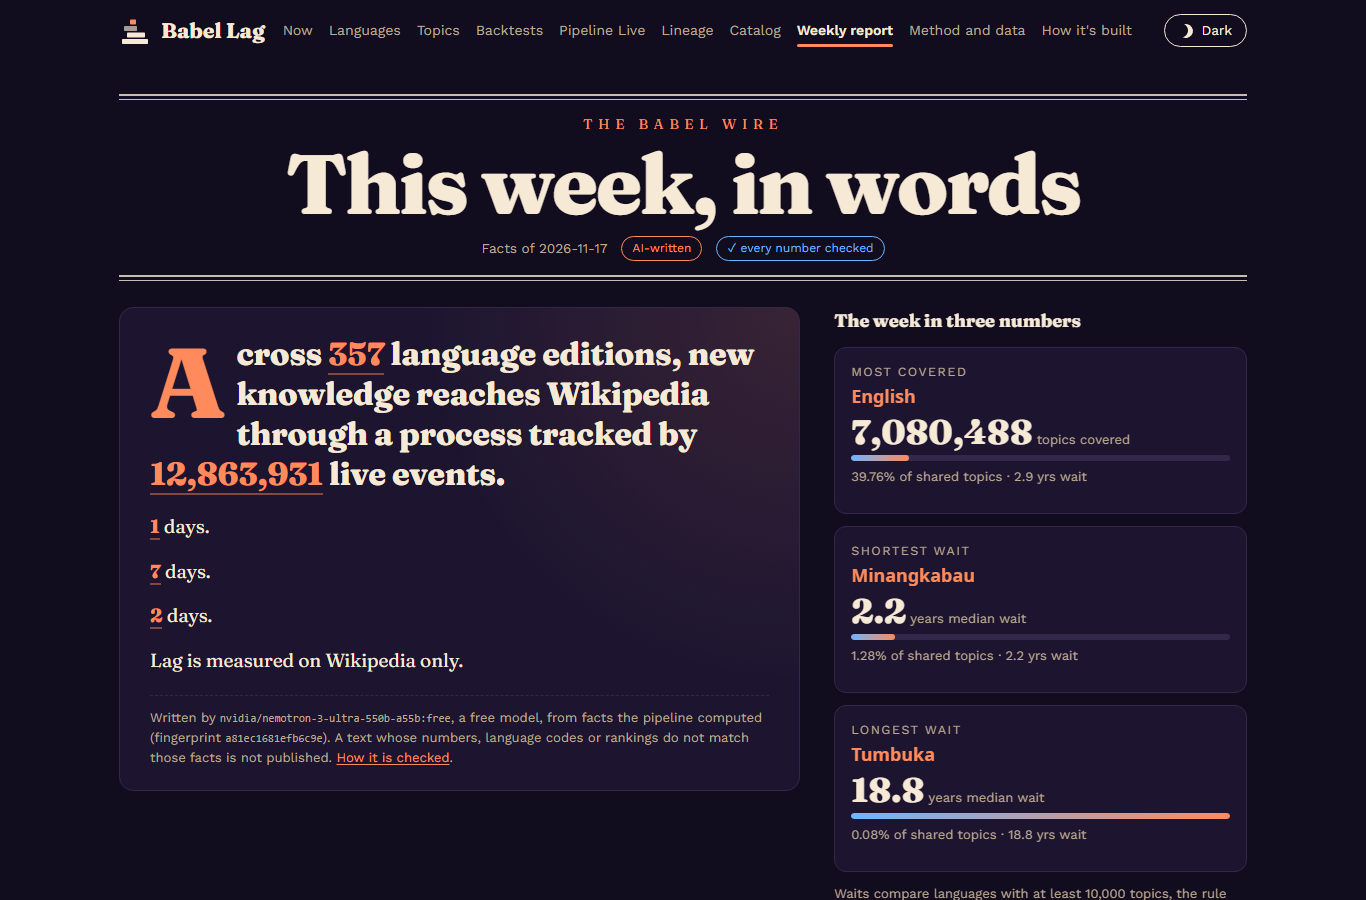 Babel Lag Now Languages Topics Backtests Pipeline Live Lineage Catalog Weekly report Method and data How it's built Dark
THE BABEL WIRE
This week, in words
Facts of 2026-11-17 AI-written ✓ every number checked
Across 357 language editions, new
knowledge reaches Wikipedia
through a process tracked by
12,863,931 live events.
1 days.
7 days.
2 days.
Lag is measured on Wikipedia only.
Written by nvidia/nemotron-3-ultra-550b-a55b:free, a free model, from facts the pipeline computed
(fingerprint a81ec1681efb6c9e). A text whose numbers, language codes or rankings do not match
those facts is not published. How it is checked.
The week in three numbers
MOST COVERED
English
7,080,488 topics covered
39.76% of shared topics · 2.9 yrs wait
SHORTEST WAIT
Minangkabau
2.2 years median wait
1.28% of shared topics · 2.2 yrs wait
LONGEST WAIT
Tumbuka
18.8 years median wait
0.08% of shared topics · 18.8 yrs wait
Waits compare languages with at least 10,000 topics, the rule